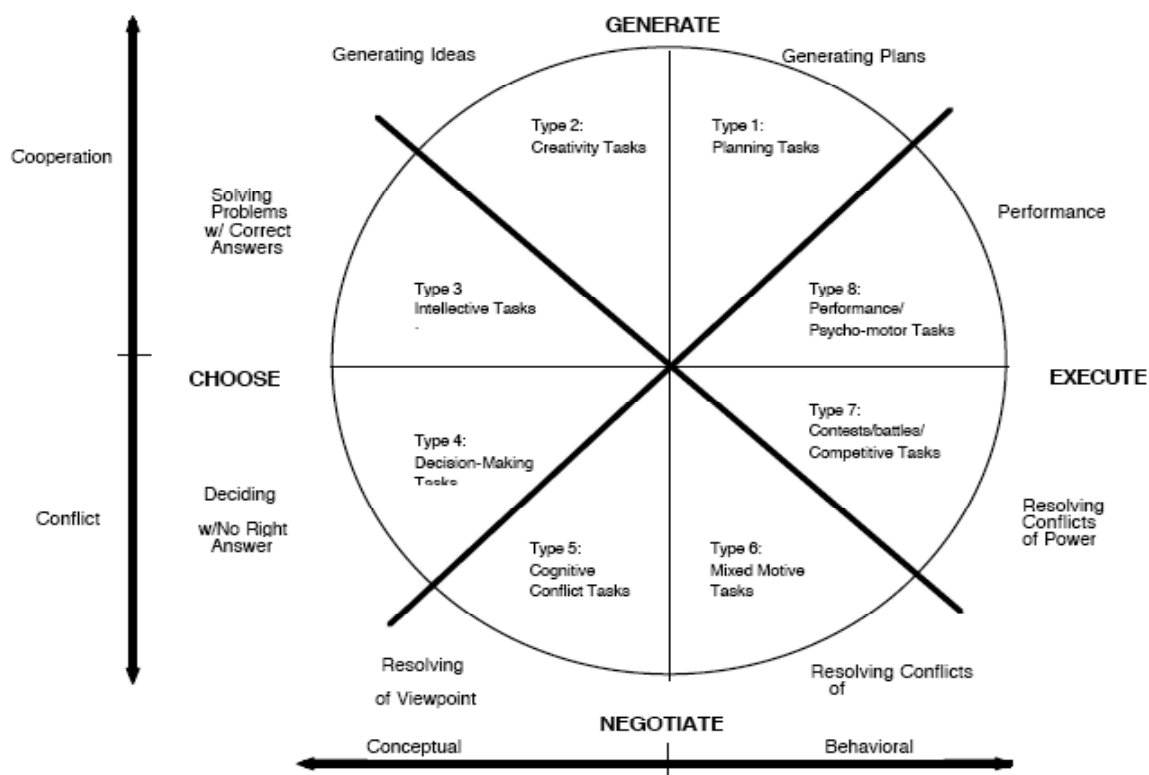 GENERATE
Generating Ideas
Generating Plans
Type 2:
Creativity Tasks
Type 1:
Planning Tasks
Cooperation
Solving
Problems
w/ Correct
Answers
Performance
Type 3
Intellective Tasks
Type 8:
Performance/
Psycho-motor Tasks
CHOOSE
EXECUTE
Type 7:
Contests/battles/
Competitive Tasks
Type 4:
Decision-Making
Tasks
Conflict
Deciding
w/No Right
Answer
Resolving
Conflicts
of Power
Type 5:
Cognitive
Conflict Tasks
Type 6:
Mixed Motive
Tasks
Resolving
of Viewpoint
Resolving Conflicts
of
NEGOTIATE
Conceptual
Behavioral